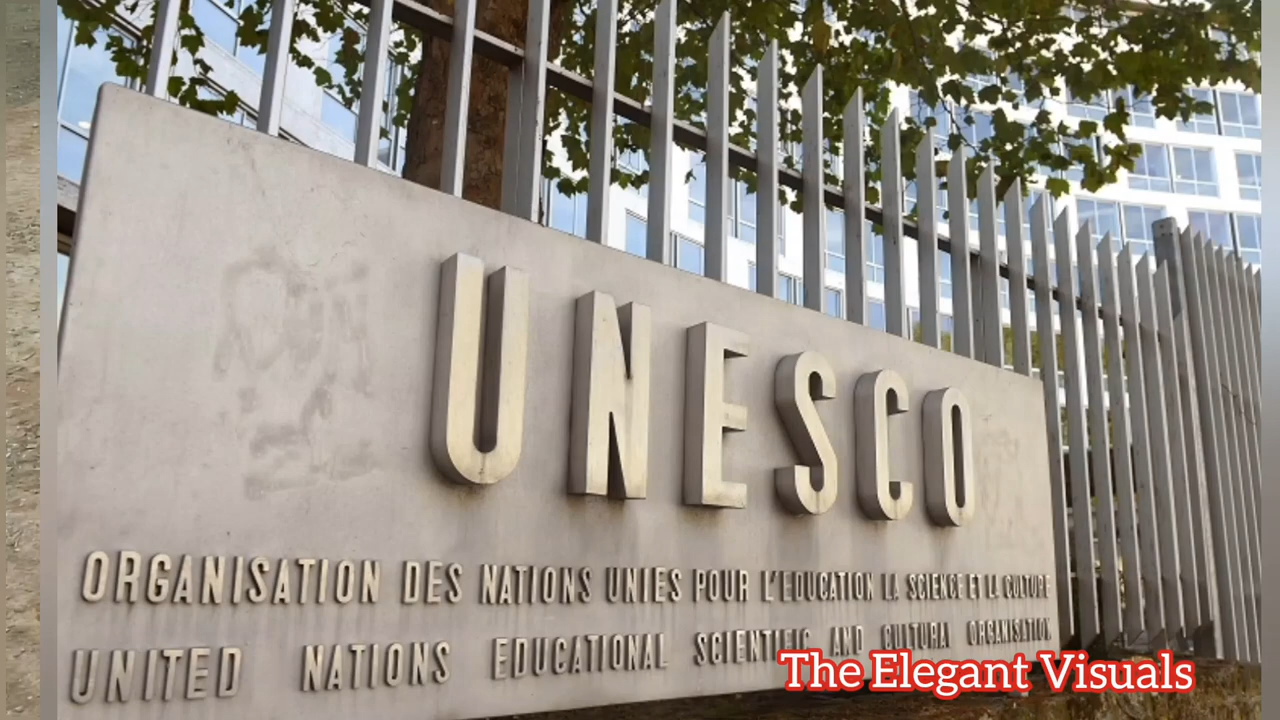 UNESCO
ORGANISATION DES NATIONS UNIES POUR L'EDUCATION LA SCIENCE ET LA CULTURE
UNITED NATIONS EDUCATIONAL SCIENTIFIC AND CULTURAL ORGANISATION
The Elegant Visuals